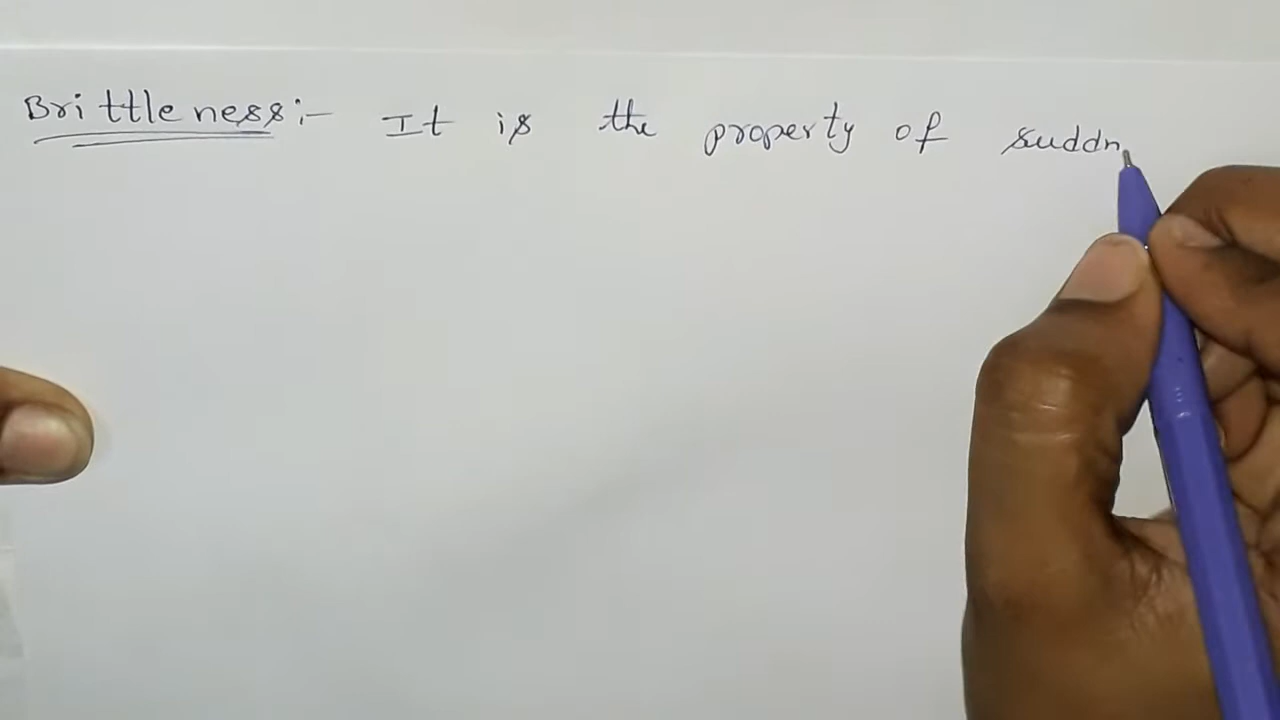 Brittleness:- It is the property of suddn